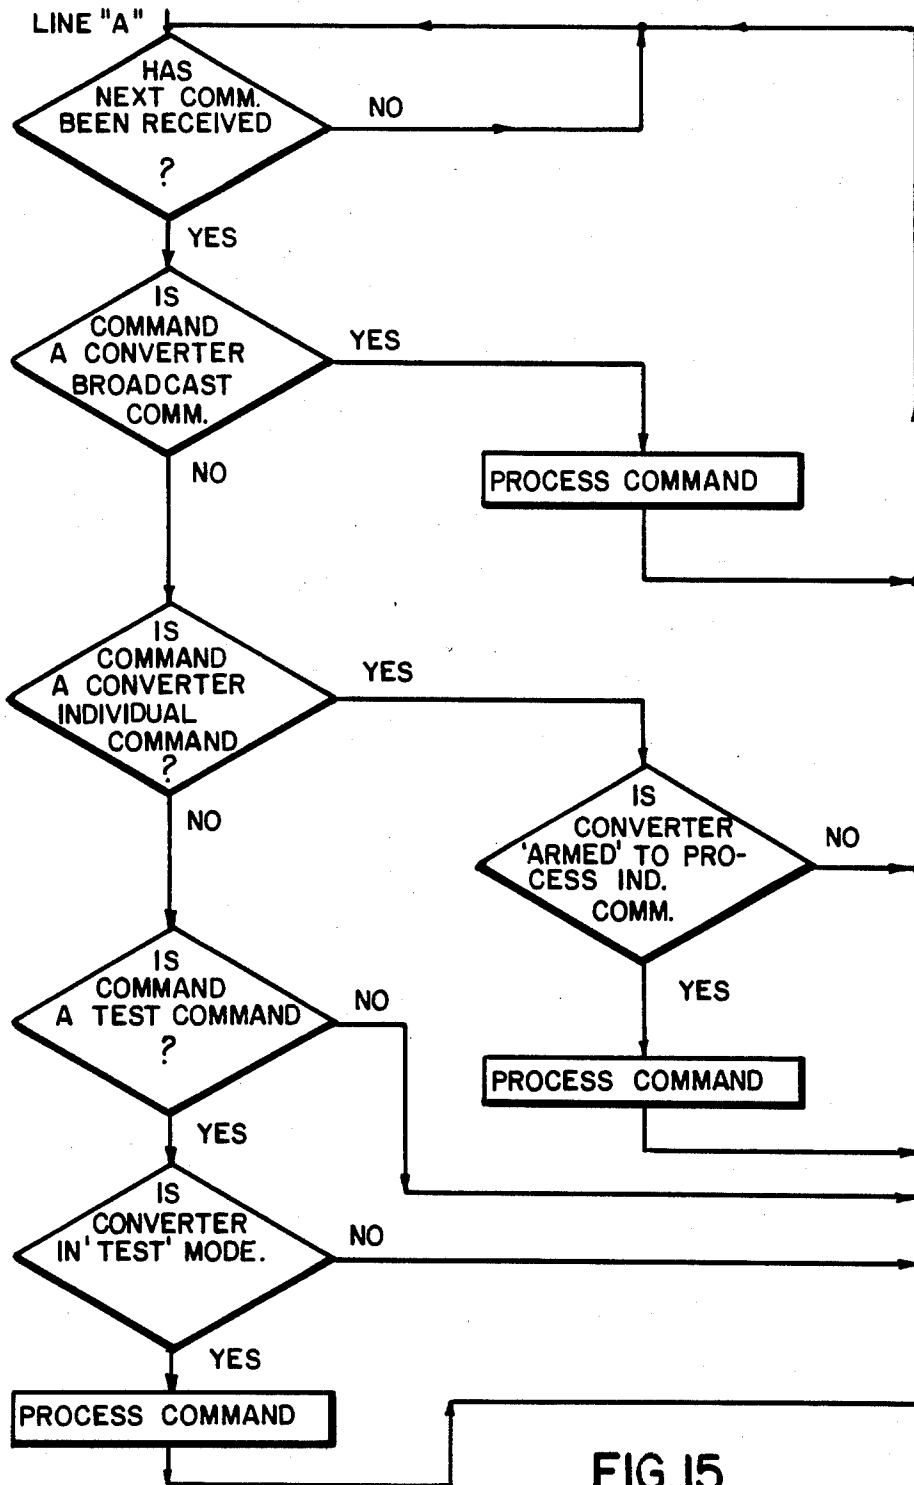 LINE "A"
HAS
NEXT COMM.
BEEN RECEIVED
?
NO
YES
IS
COMMAND
A CONVERTER
BROADCAST
COMM.
YES
NO
PROCESS COMMAND
IS
COMMAND
A CONVERTER
INDIVIDUAL
COMMAND
?
YES
NO
IS
CONVERTER
'ARMED' TO PRO-
CESS IND.
COMM.
NO
YES
PROCESS COMMAND
IS
COMMAND
A TEST COMMAND
?
NO
YES
IS
CONVERTER
IN 'TEST' MODE.
NO
YES
PROCESS COMMAND
FIG 15